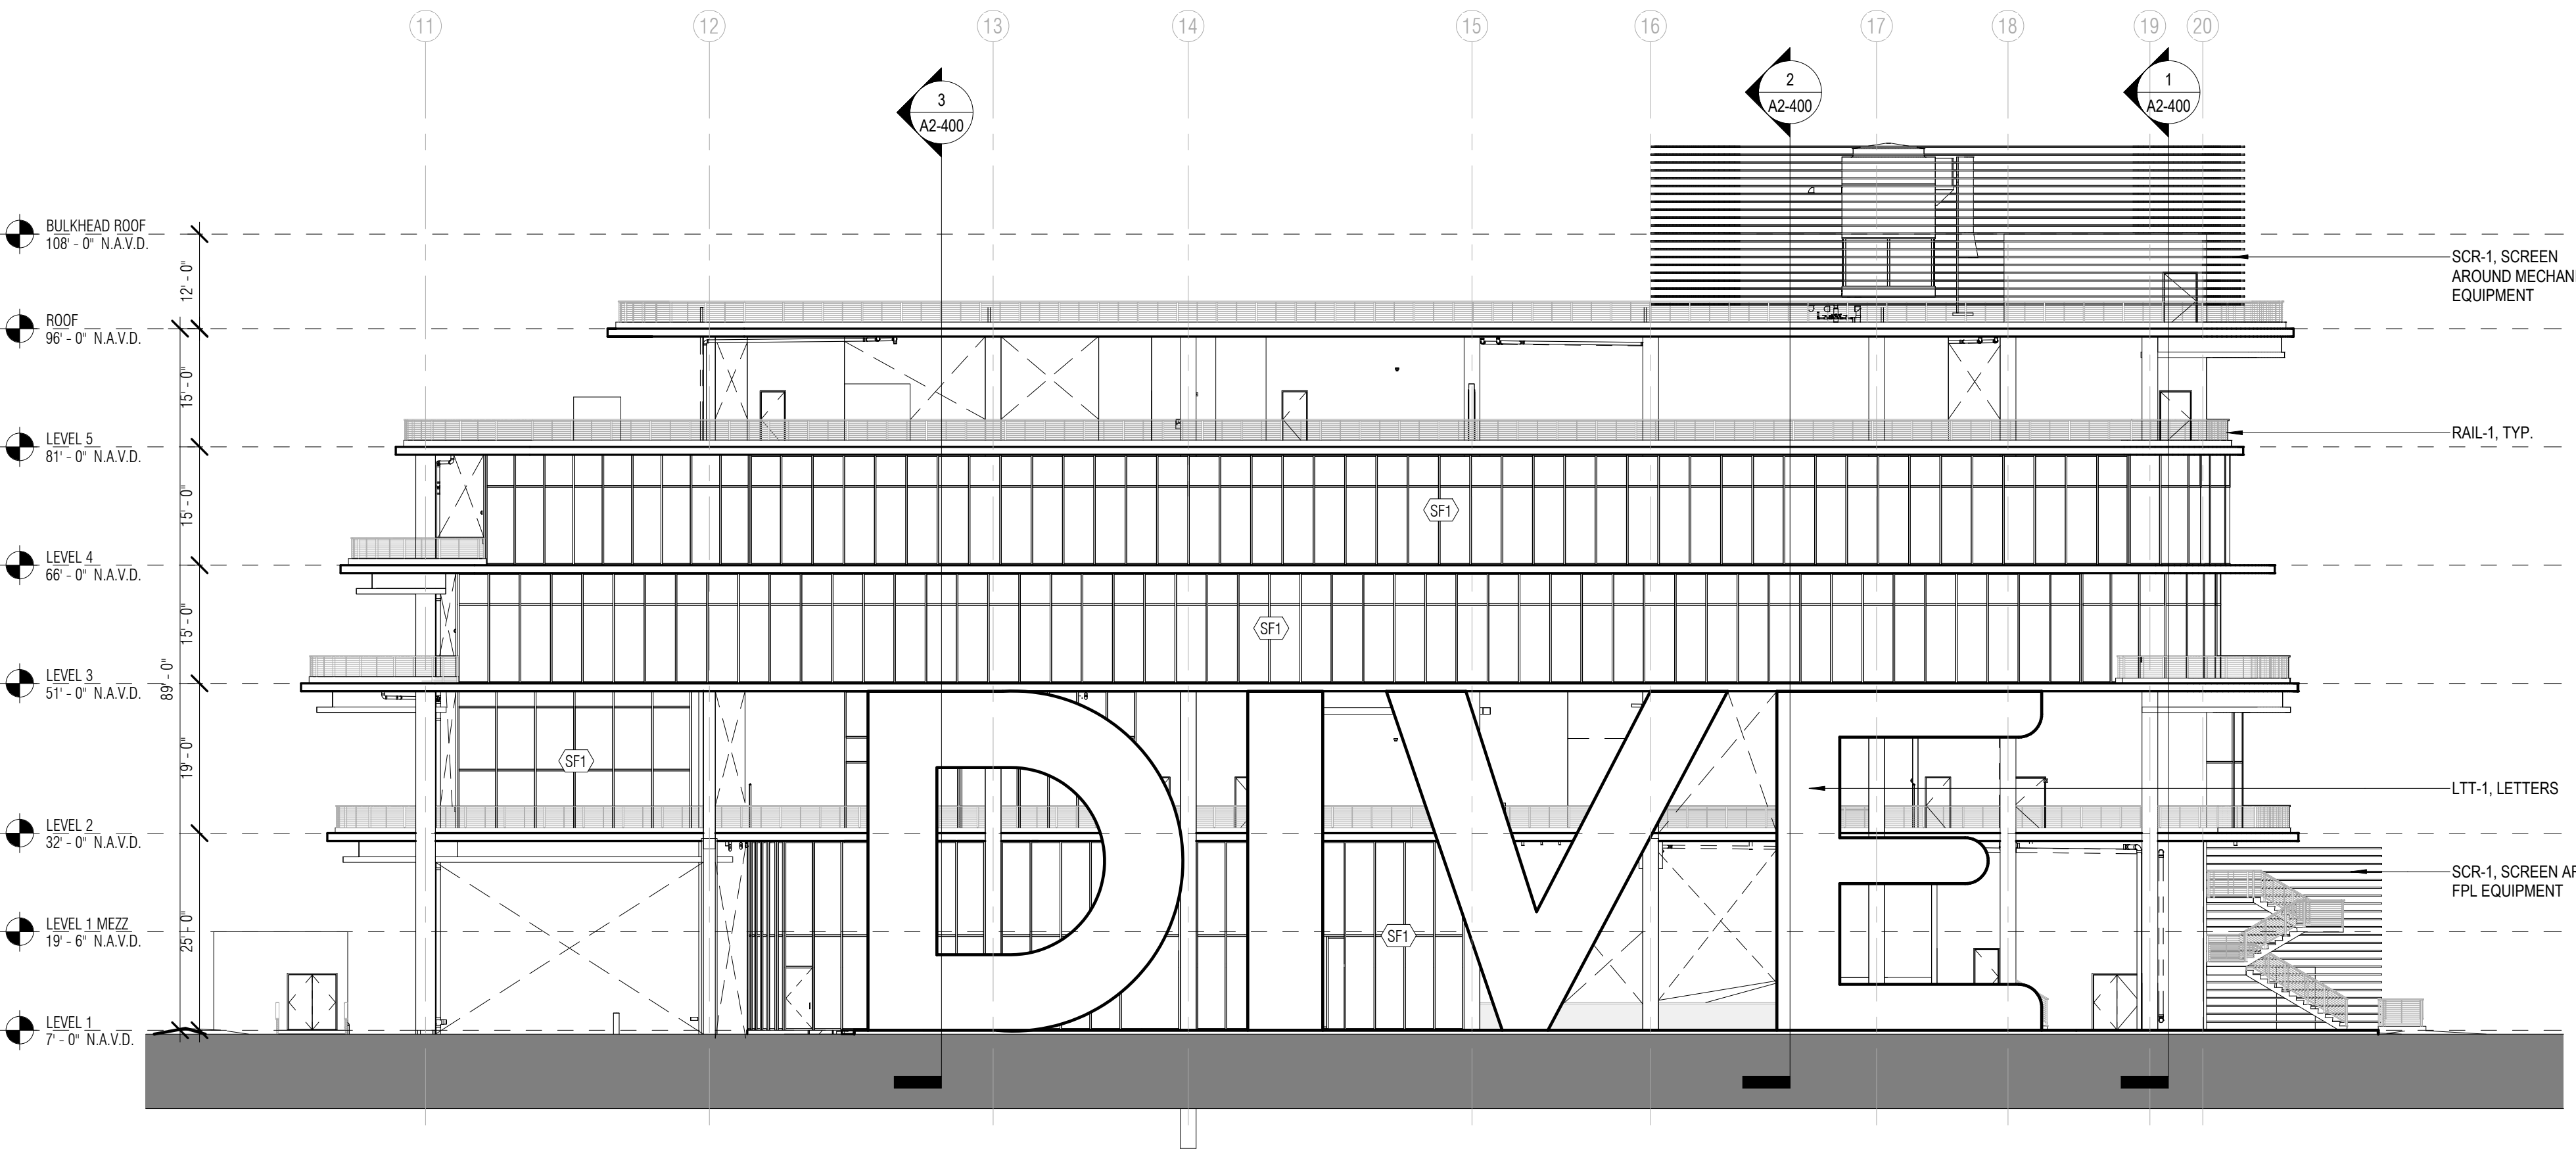 11 12 13 14 15 16 17 18 19 20
3
A2-400
2
A2-400
1
A2-400
BULKHEAD ROOF
108' - 0" N.A.V.D.
12' - 0"
SCR-1, SCREEN
AROUND MECHAN
EQUIPMENT
ROOF
96' - 0" N.A.V.D.
15' - 0"
LEVEL 5
81' - 0" N.A.V.D.
RAIL-1, TYP.
15' - 0"
SF1
LEVEL 4
66' - 0" N.A.V.D.
15' - 0"
SF1
LEVEL 3
51' - 0" N.A.V.D.
89' - 0"
19' - 0"
SF1
DIVE
LTT-1, LETTERS
LEVEL 2
32' - 0" N.A.V.D.
SCR-1, SCREEN AR
FPL EQUIPMENT
LEVEL 1 MEZZ
19' - 6" N.A.V.D.
25' - 0"
SF1
LEVEL 1
7' - 0" N.A.V.D.